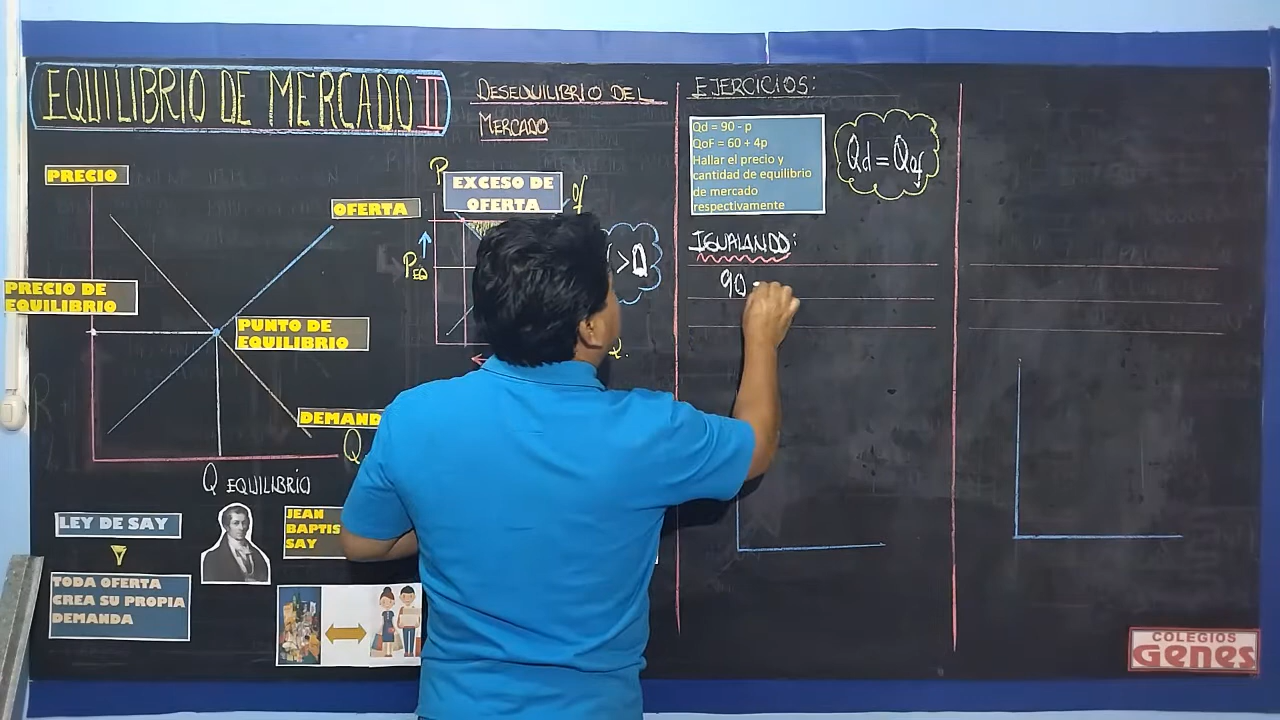 EQUILIBRIO DE MERCADO II
PRECIO
OFERTA
PRECIO DE
EQUILIBRIO
PUNTO DE
EQUILIBRIO
DEMAND
Q
Q EQUILIBRIO
LEY DE SAY
TODA OFERTA
CREA SU PROPIA
DEMANDA
JEAN
BAPTIS
SAY
DESEQUILIBRIO DEL
MERCADO
P
EXCESO DE
OFERTA
of
PEQ
>
EJERCICIOS:
Qd = 90 - p
QoF = 60 + 4p
Hallar el precio y
cantidad de equilibrio
de mercado
respectivamente
Qd = Qof
IGUALANDO:
90 -
COLEGIOS
Genes